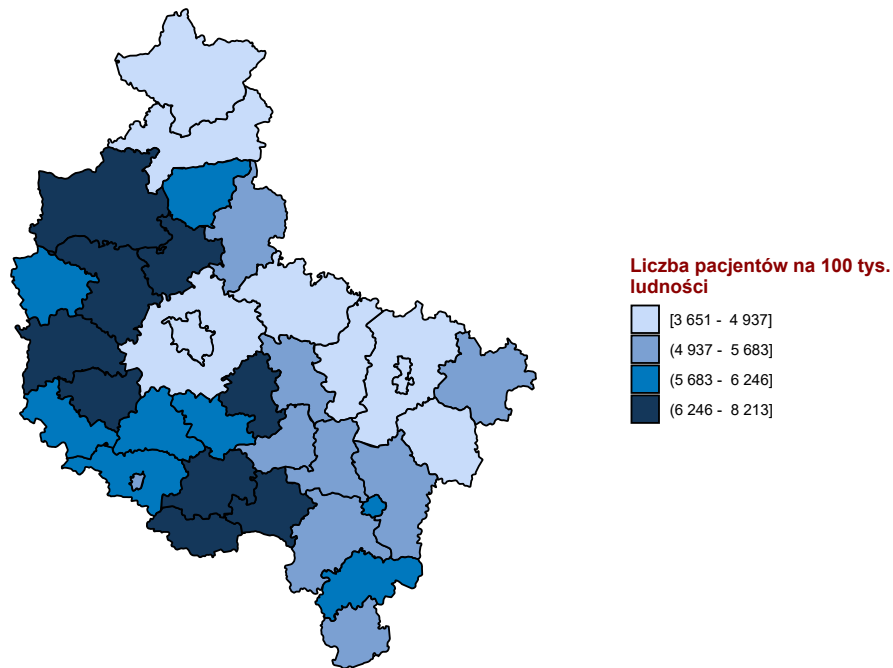 Liczba pacjentów na 100 tys.
ludności
[3 651 - 4 937]
(4 937 - 5 683]
(5 683 - 6 246]
(6 246 - 8 213]